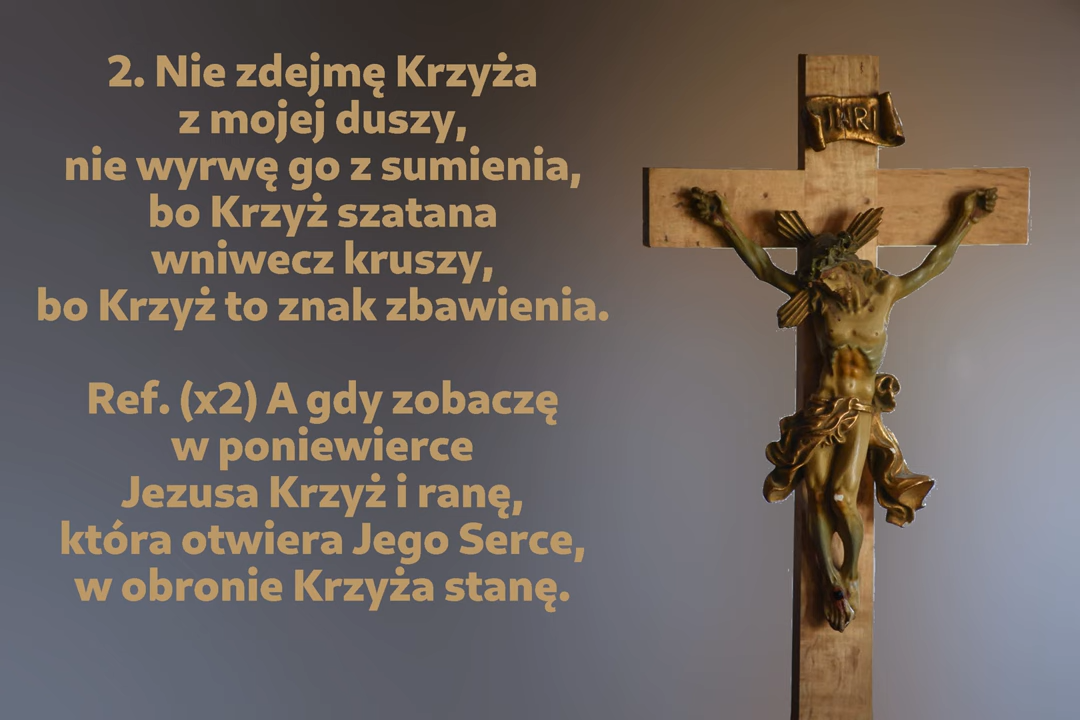 2. Nie zdejmę Krzyża
z mojej duszy,
nie wyrwę go z sumienia,
bo Krzyż szatana
wniwecz kruszy,
bo Krzyż to znak zbawienia.
Ref. (x2) A gdy zobaczę
w poniewierce
Jezusa Krzyż i ranę,
która otwiera Jego Serce,
w obronie Krzyża stanę.
INRI